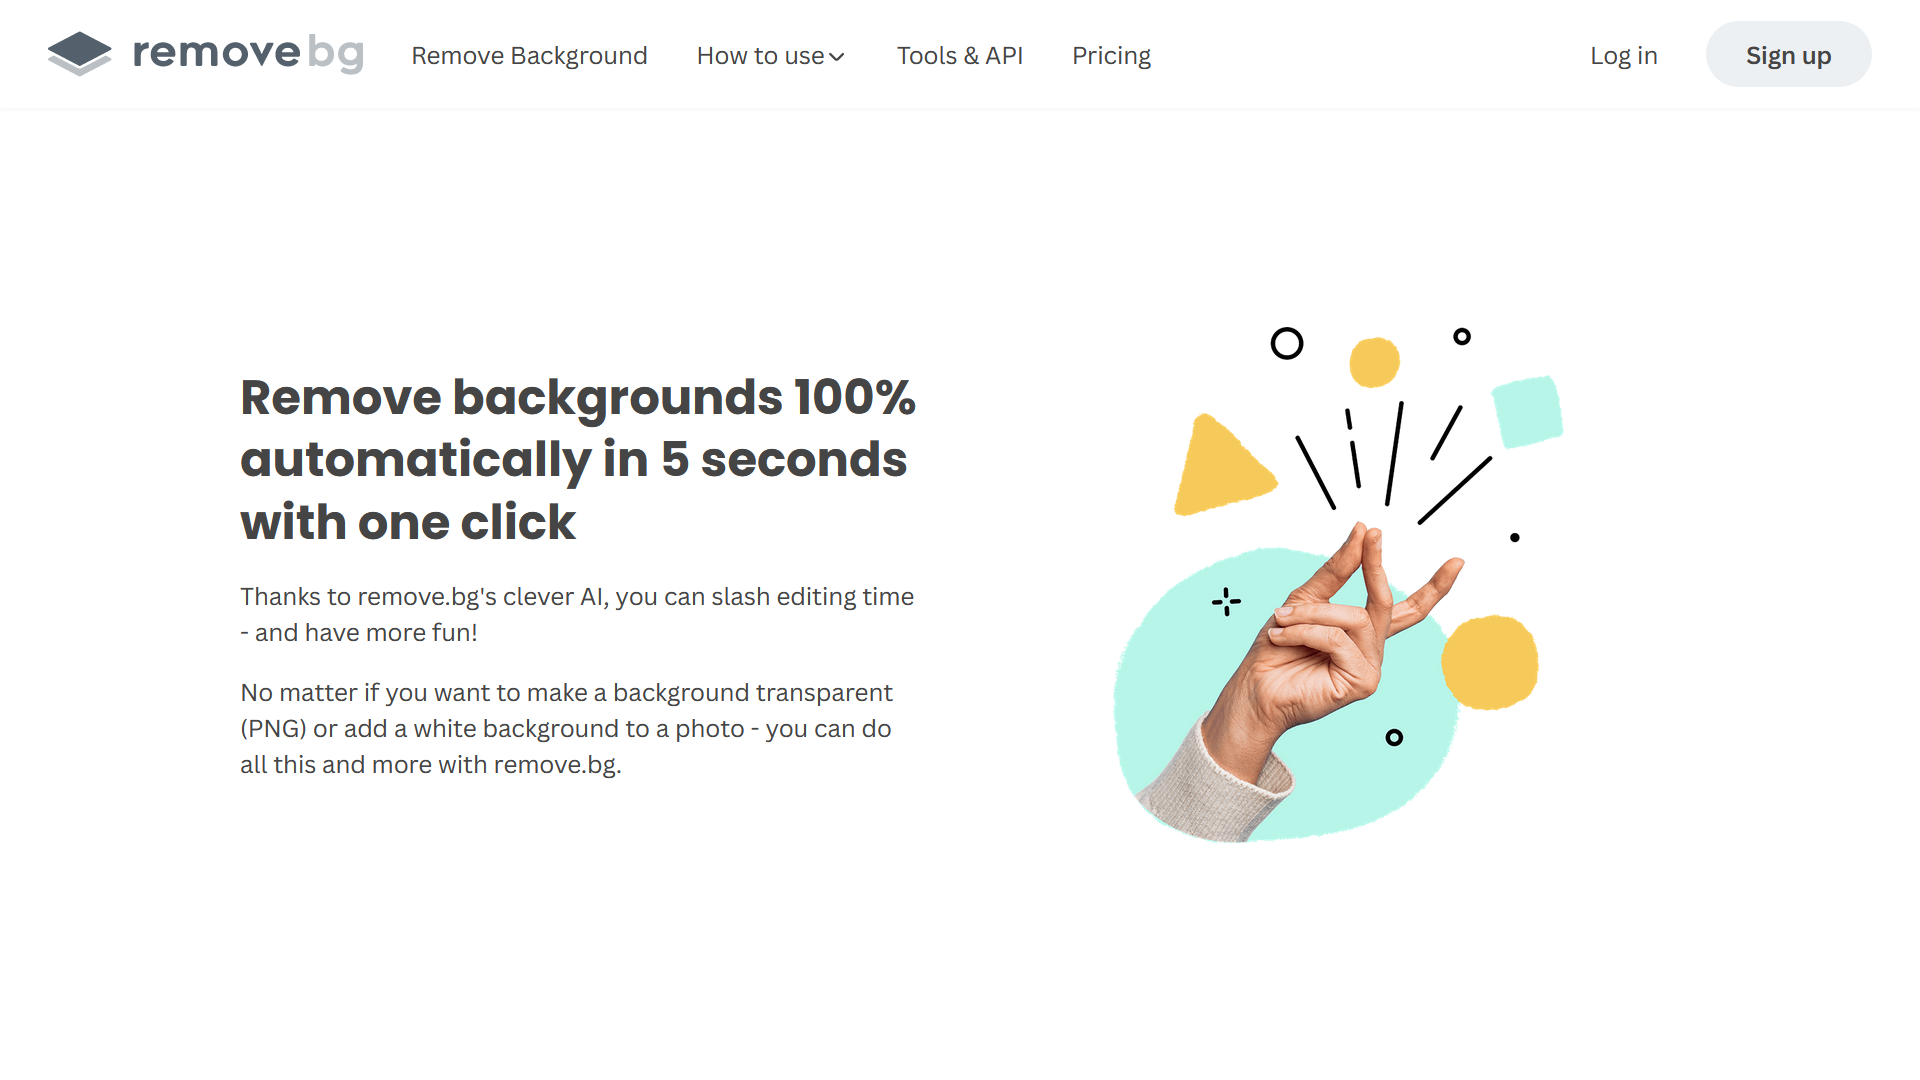 removebg
Remove Background
How to use
Tools & API
Pricing
Log in
Sign up
Remove backgrounds 100%
automatically in 5 seconds
with one click
Thanks to remove.bg's clever AI, you can slash editing time
- and have more fun!
No matter if you want to make a background transparent
(PNG) or add a white background to a photo - you can do
all this and more with remove.bg.